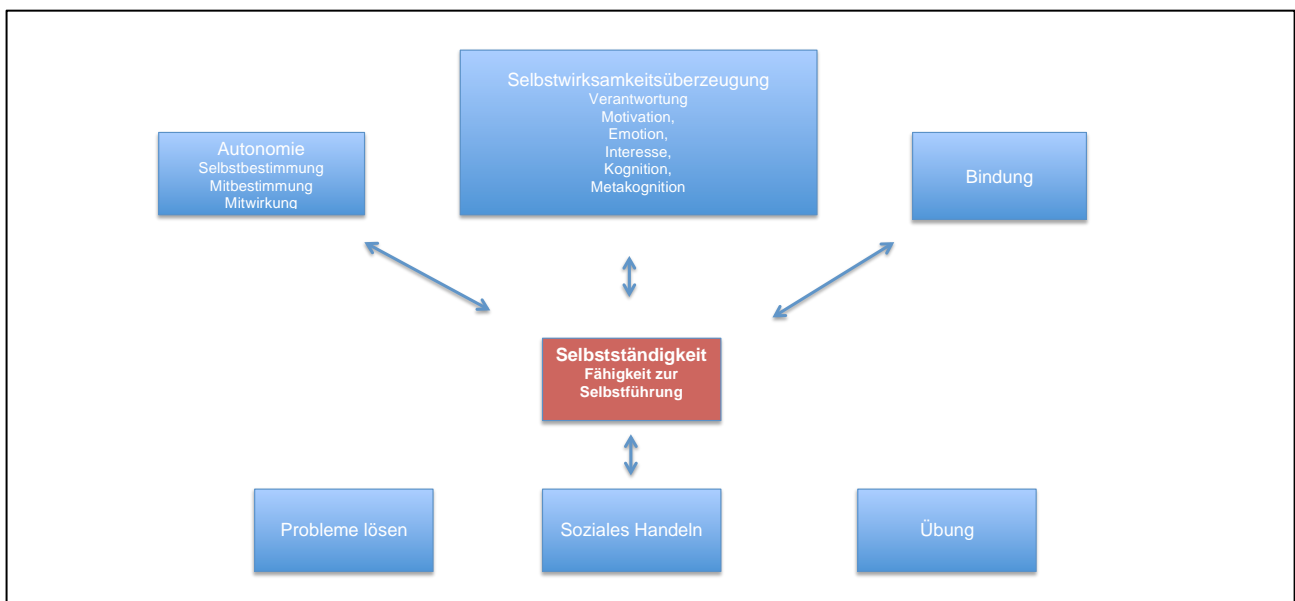 Selbstwirksamkeitsüberzeugung
Verantwortung
Motivation,
Emotion,
Interesse,
Kognition,
Metakognition
Autonomie
Selbstbestimmung
Mitbestimmung
Mitwirkung
Bindung
Selbstständigkeit
Fähigkeit zur
Selbstführung
Probleme lösen
Soziales Handeln
Übung